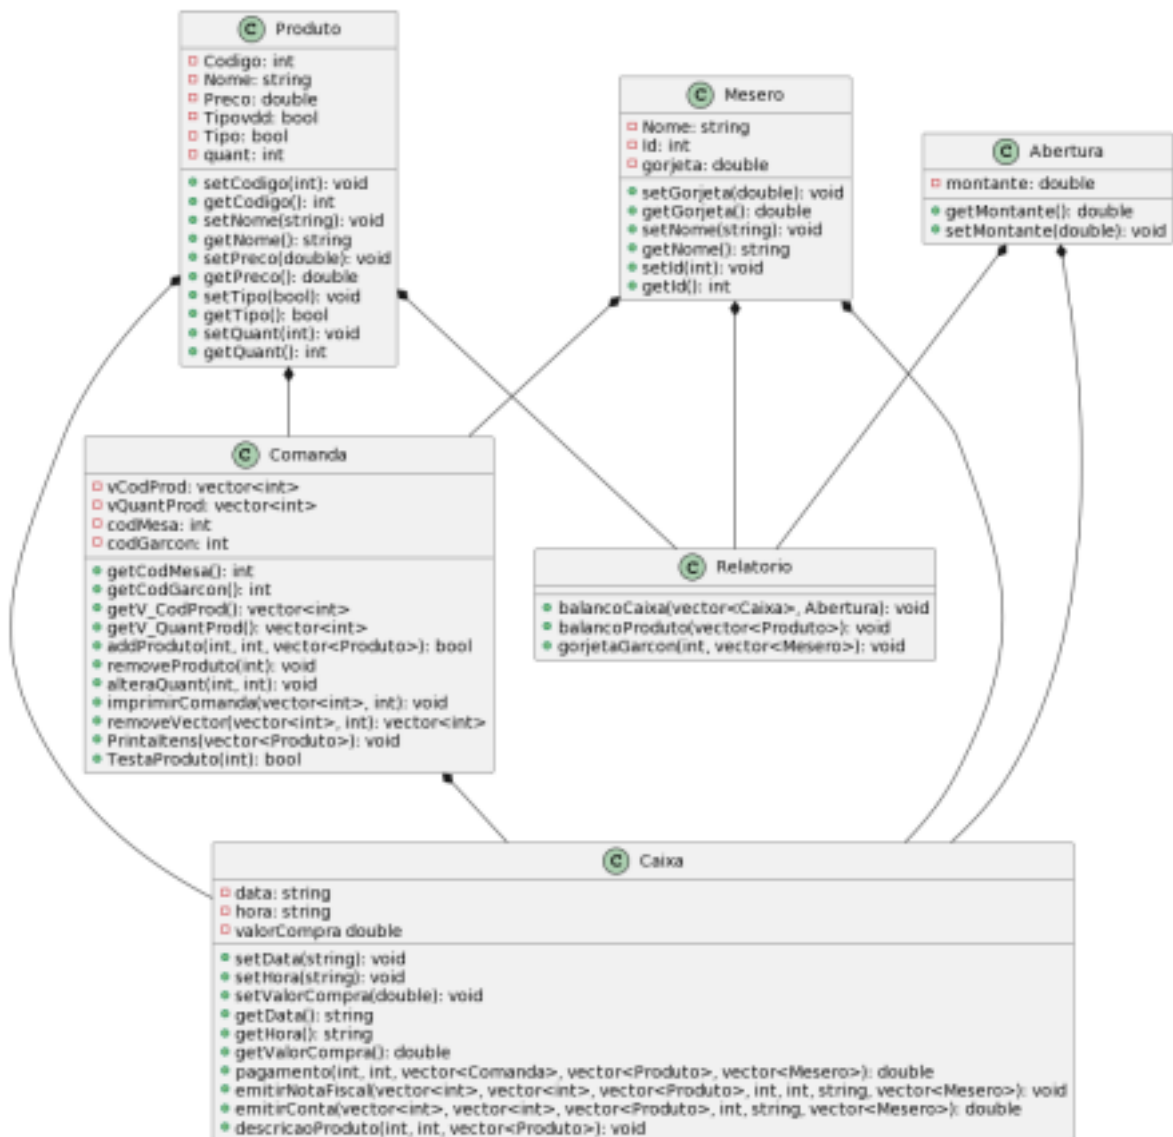 C Produto
Codigo: int
Nome: string
Preco: double
Tipovdd: bool
Tipo: bool
quant: int
setCodigo(int): void
getCodigo(): int
setNome(string): void
getNome(): string
setPreco(double): void
getPreco(): double
setTipo(bool): void
getTipo(): bool
setQuant(int): void
getQuant(): int
C Mesero
Nome: string
Id: int
gorjeta: double
setGorjeta(double): void
getGorjeta(): double
setNome(string): void
getNome(): string
setId(int): void
getId(): int
C Abertura
montante: double
getMontante(): double
setMontante(double): void
C Comanda
vCodProd: vector<int>
vQuantProd: vector<int>
codMesa: int
codGarcon: int
getCodMesa(): int
getCodGarcon(): int
getV_CodProd(): vector<int>
getV_QuantProd(): vector<int>
addProduto(int, int, vector<Produto>): bool
removeProduto(int): void
alteraQuant(int, int): void
imprimirComanda(vector<int>, int): void
removeVector(vector<int>, int): vector<int>
PrintaItens(vector<Produto>): void
TestaProduto(int): bool
C Relatorio
balancoCaixa(vector<Caixa>, Abertura): void
balancoProduto(vector<Produto>): void
gorjetaGarcon(int, vector<Mesero>): void
C Caixa
data: string
hora: string
valorCompra double
setData(string): void
setHora(string): void
setValorCompra(double): void
getData(): string
getHora(): string
getValorCompra(): double
pagamento(int, int, vector<Comanda>, vector<Produto>, vector<Mesero>): double
emitirNotaFiscal(vector<int>, vector<int>, vector<Produto>, int, int, string, vector<Mesero>): void
emitirConta(vector<int>, vector<int>, vector<Produto>, int, string, vector<Mesero>): double
descricaoProduto(int, int, vector<Produto>): void